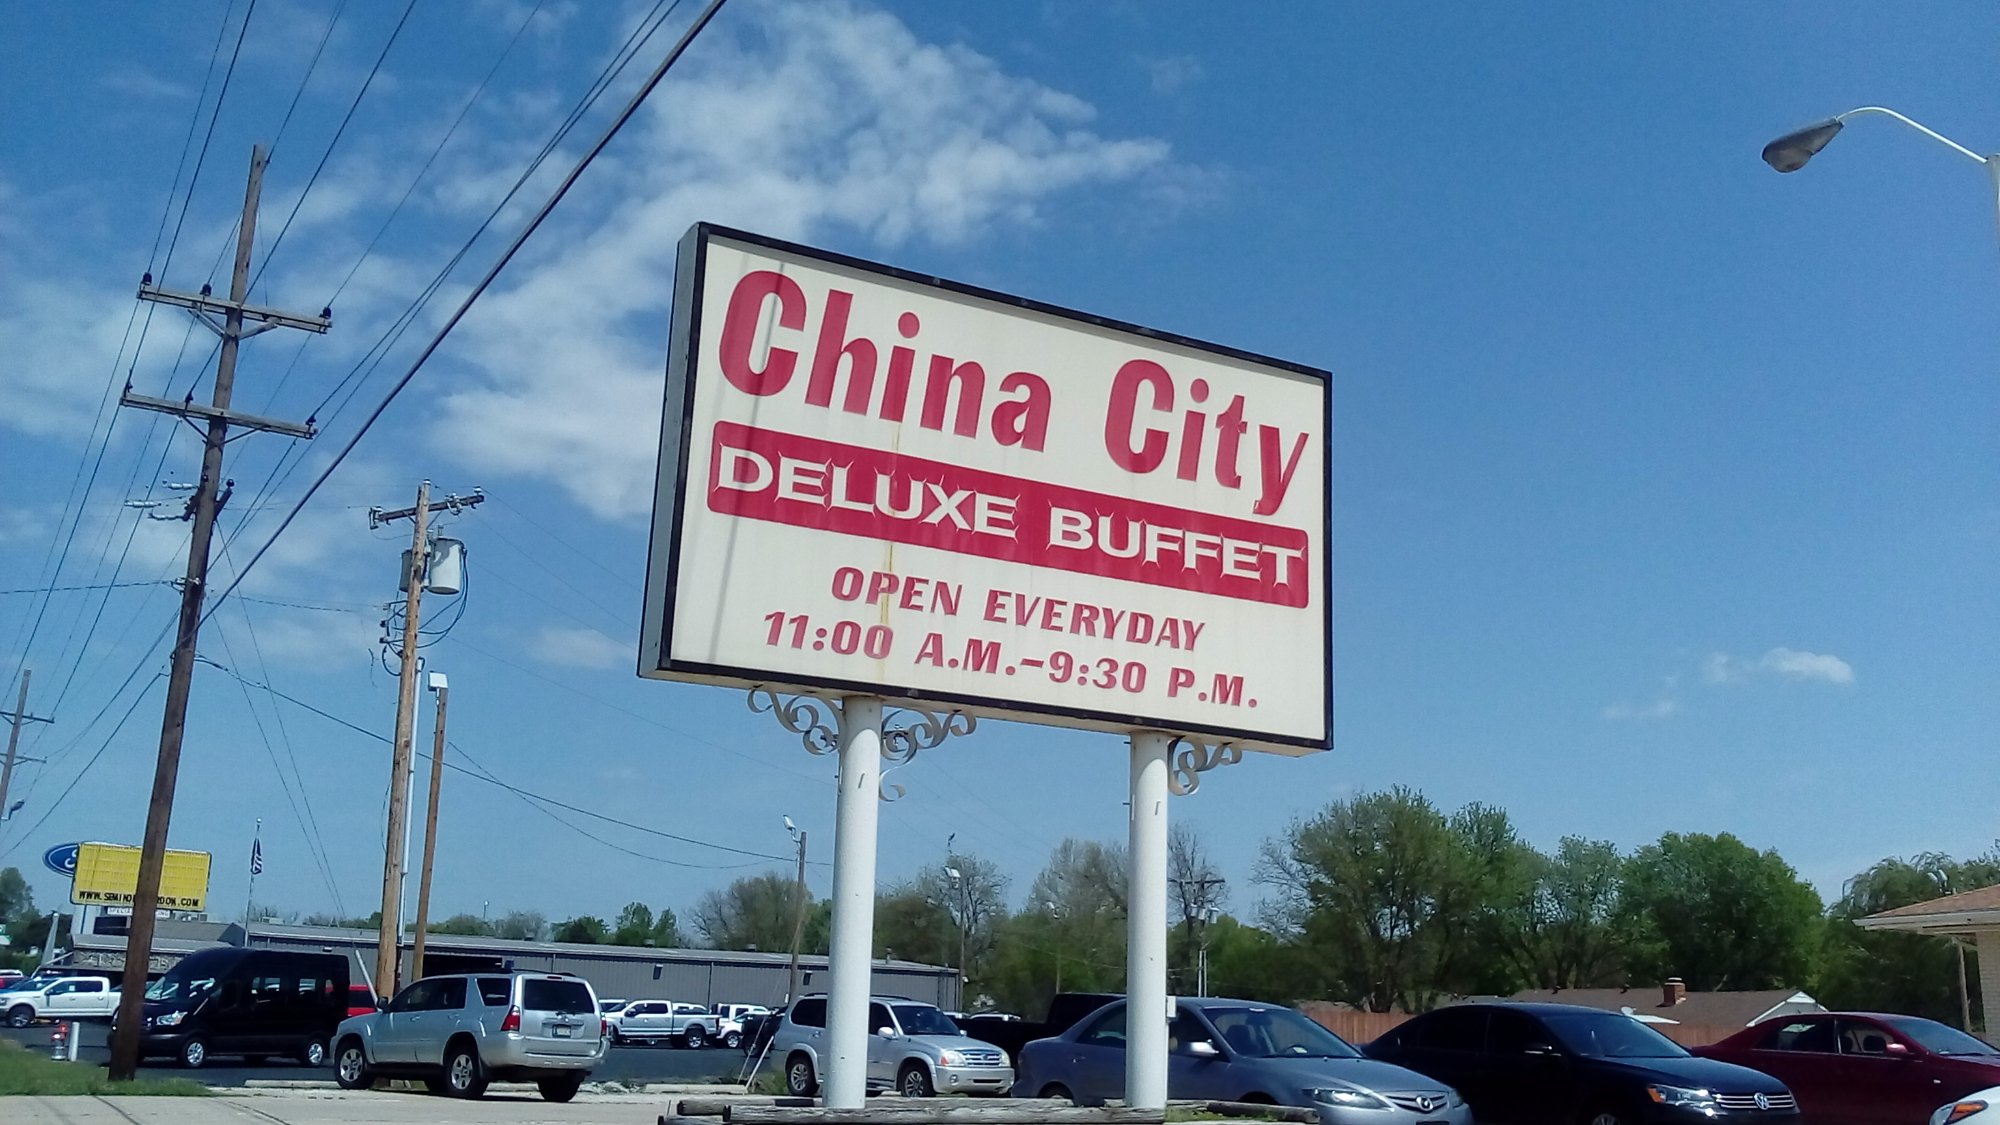 China City
DELUXE BUFFET
OPEN EVERYDAY
11:00 A.M.-9:30 P.M.